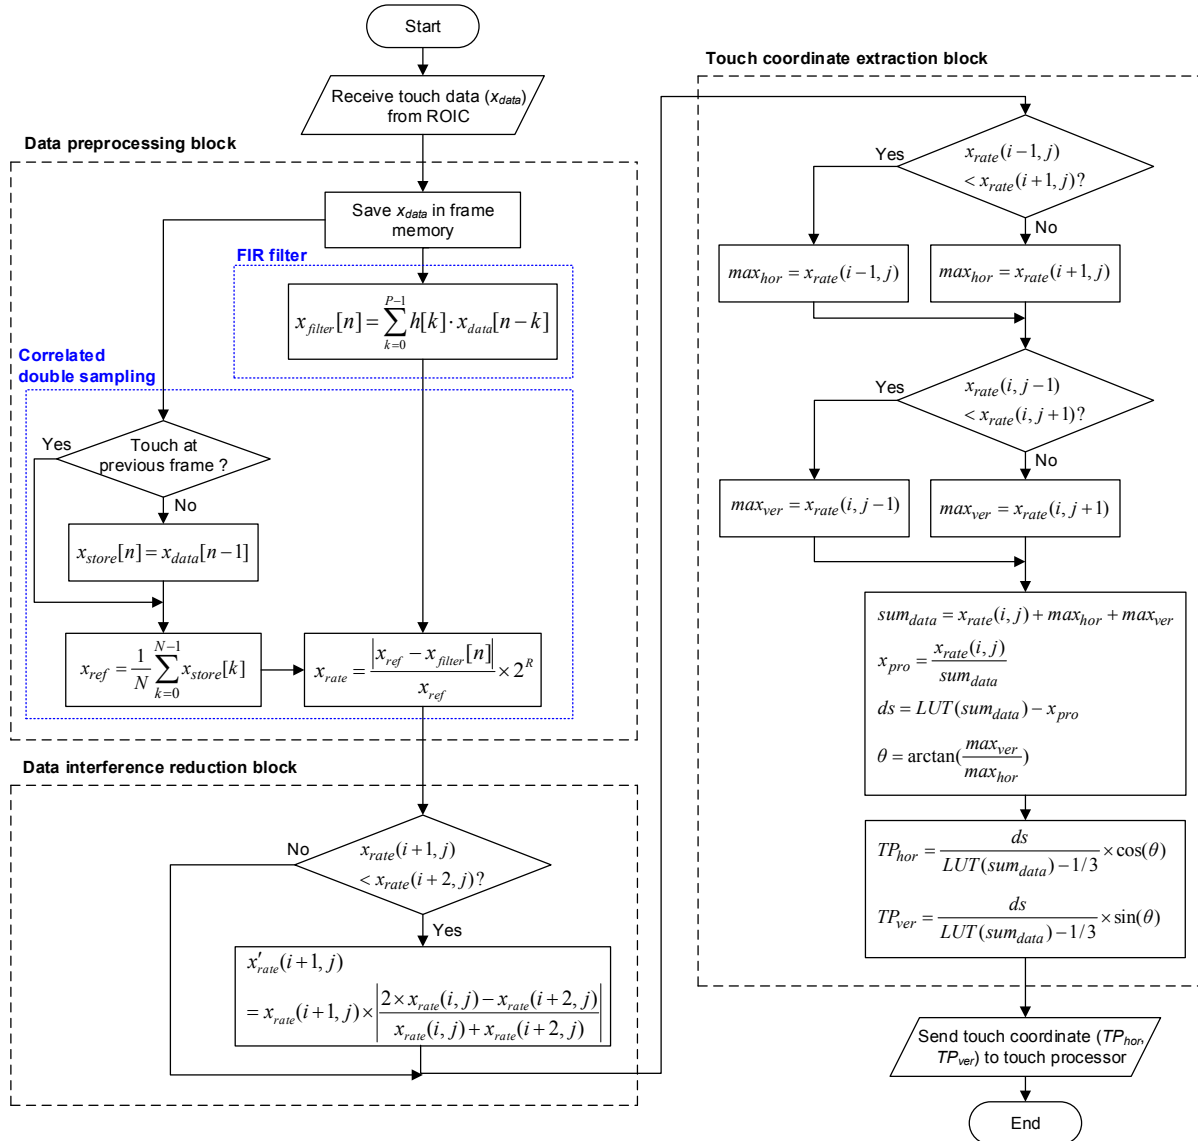 Start
Receive touch data (x_data)
from ROIC
Data preprocessing block
Save x_data in frame
memory
FIR filter
x_filter[n] = ∑_{k=0}^{P−1} h[k]·x_data[n−k]
Correlated
double sampling
Yes
Touch at
previous frame ?
No
x_store[n] = x_data[n−1]
x_ref = 1/N ∑_{k=0}^{N−1} x_store[k]
x_rate = |x_ref − x_filter[n]| / x_ref × 2^R
Data interference reduction block
No
x_rate(i+1, j)
< x_rate(i+2, j)?
Yes
x′_rate(i+1, j)
= x_rate(i+1, j) × |(2 × x_rate(i, j) − x_rate(i+2, j)) / (x_rate(i, j) + x_rate(i+2, j))|
Touch coordinate extraction block
Yes
x_rate(i−1, j)
< x_rate(i+1, j)?
No
max_hor = x_rate(i−1, j)
max_hor = x_rate(i+1, j)
Yes
x_rate(i, j−1)
< x_rate(i, j+1)?
No
max_ver = x_rate(i, j−1)
max_ver = x_rate(i, j+1)
sum_data = x_rate(i, j) + max_hor + max_ver
x_pro = x_rate(i, j) / sum_data
ds = LUT(sum_data) − x_pro
θ = arctan(max_ver / max_hor)
TP_hor = ds / (LUT(sum_data) − 1/3) × cos(θ)
TP_ver = ds / (LUT(sum_data) − 1/3) × sin(θ)
Send touch coordinate (TP_hor,
TP_ver) to touch processor
End